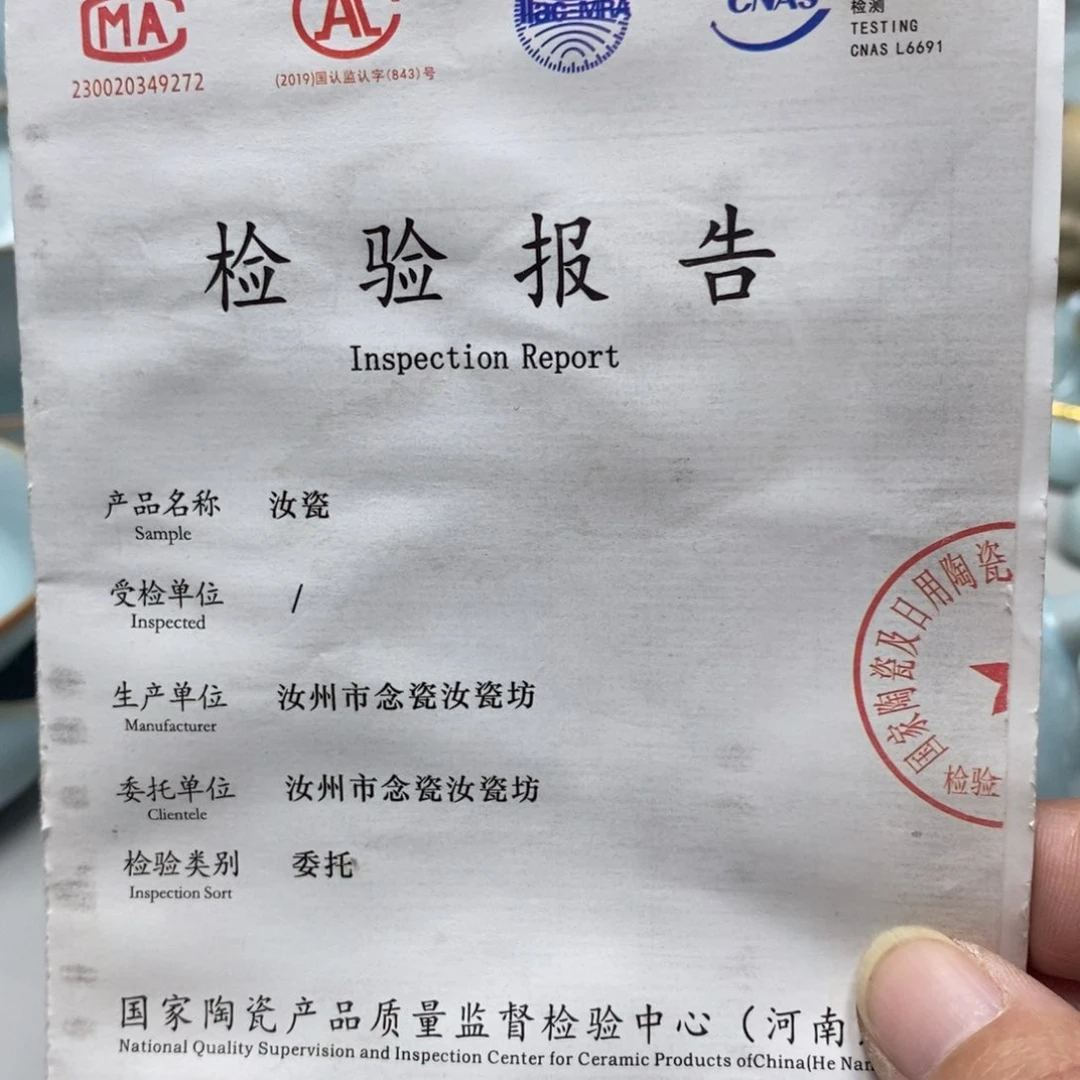 MA
AL
ilac-MRA
CNAS
检测
TESTING
CNAS L6691
230020349272
(2019)国认监认字(843)号
检验报告
Inspection Report
产品名称 汝瓷
Sample
受检单位 /
Inspected
生产单位 汝州市念瓷汝瓷坊
Manufacturer
委托单位 汝州市念瓷汝瓷坊
Clientele
检验类别 委托
Inspection Sort
国家陶瓷及日用陶瓷
检验
国家陶瓷产品质量监督检验中心（河南
National Quality Supervision and Inspection Center for Ceramic Products ofChina(He Nan